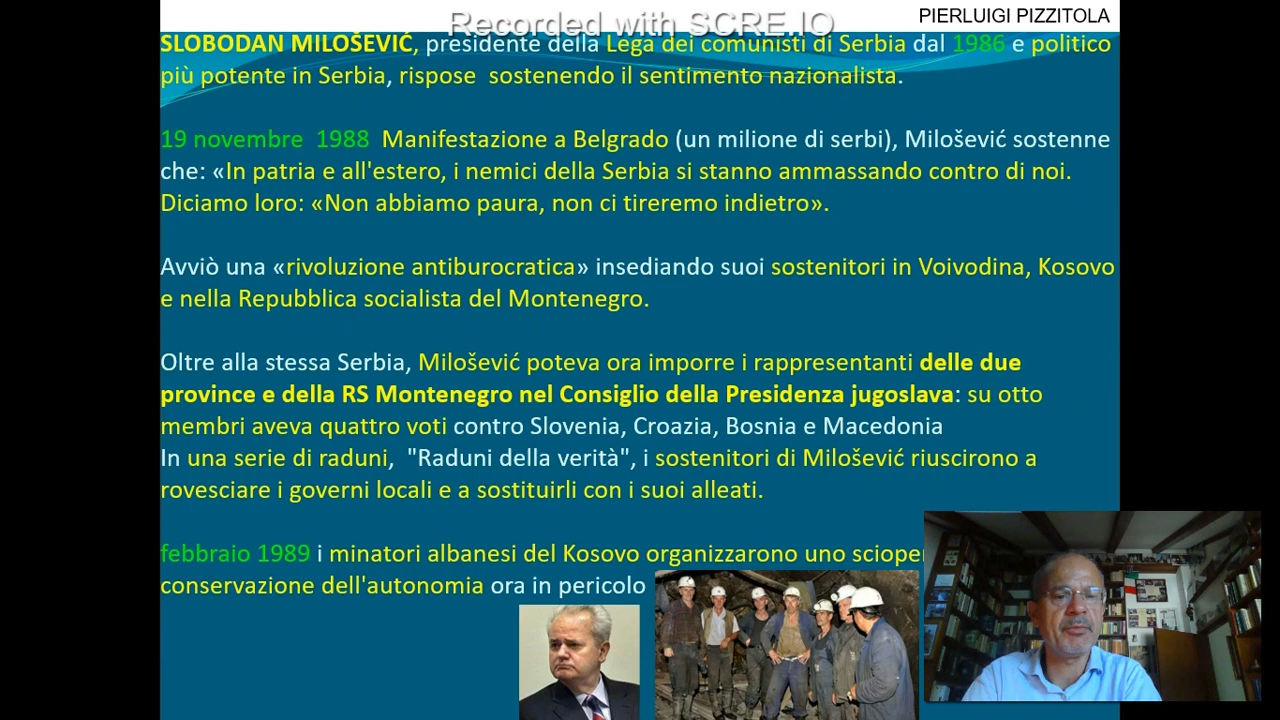 Recorded with SCRE.IO
PIERLUIGI PIZZITOLA
SLOBODAN MILOŠEVIĆ, presidente della Lega dei comunisti di Serbia dal 1986 e politico
più potente in Serbia, rispose sostenendo il sentimento nazionalista.
19 novembre 1988 Manifestazione a Belgrado (un milione di serbi), Milošević sostenne
che: «In patria e all'estero, i nemici della Serbia si stanno ammassando contro di noi.
Diciamo loro: «Non abbiamo paura, non ci tireremo indietro».
Avviò una «rivoluzione antiburocratica» insediando suoi sostenitori in Voivodina, Kosovo
e nella Repubblica socialista del Montenegro.
Oltre alla stessa Serbia, Milošević poteva ora imporre i rappresentanti delle due
province e della RS Montenegro nel Consiglio della Presidenza jugoslava: su otto
membri aveva quattro voti contro Slovenia, Croazia, Bosnia e Macedonia
In una serie di raduni, "Raduni della verità", i sostenitori di Milošević riuscirono a
rovesciare i governi locali e a sostituirli con i suoi alleati.
febbraio 1989 i minatori albanesi del Kosovo organizzarono uno
conservazione dell'autonomia ora in pericolo